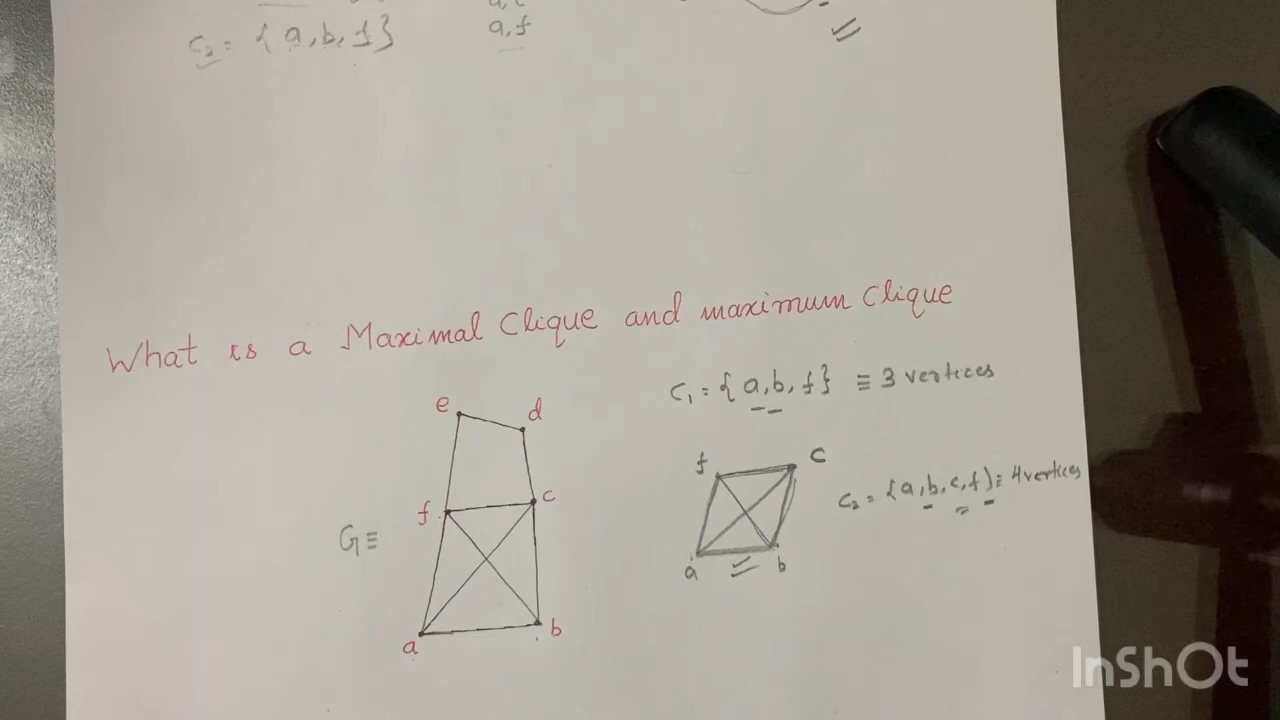 a,f
C₂ = {a,b,f}
What is a Maximal Clique and maximum Clique
C₁ = {a,b,f} ≡ 3 vertices
e
d
f
c
f
c
C₂ = {a,b,c,f} ≡ 4 vertices
G ≡
a
b
a
b
InShOt